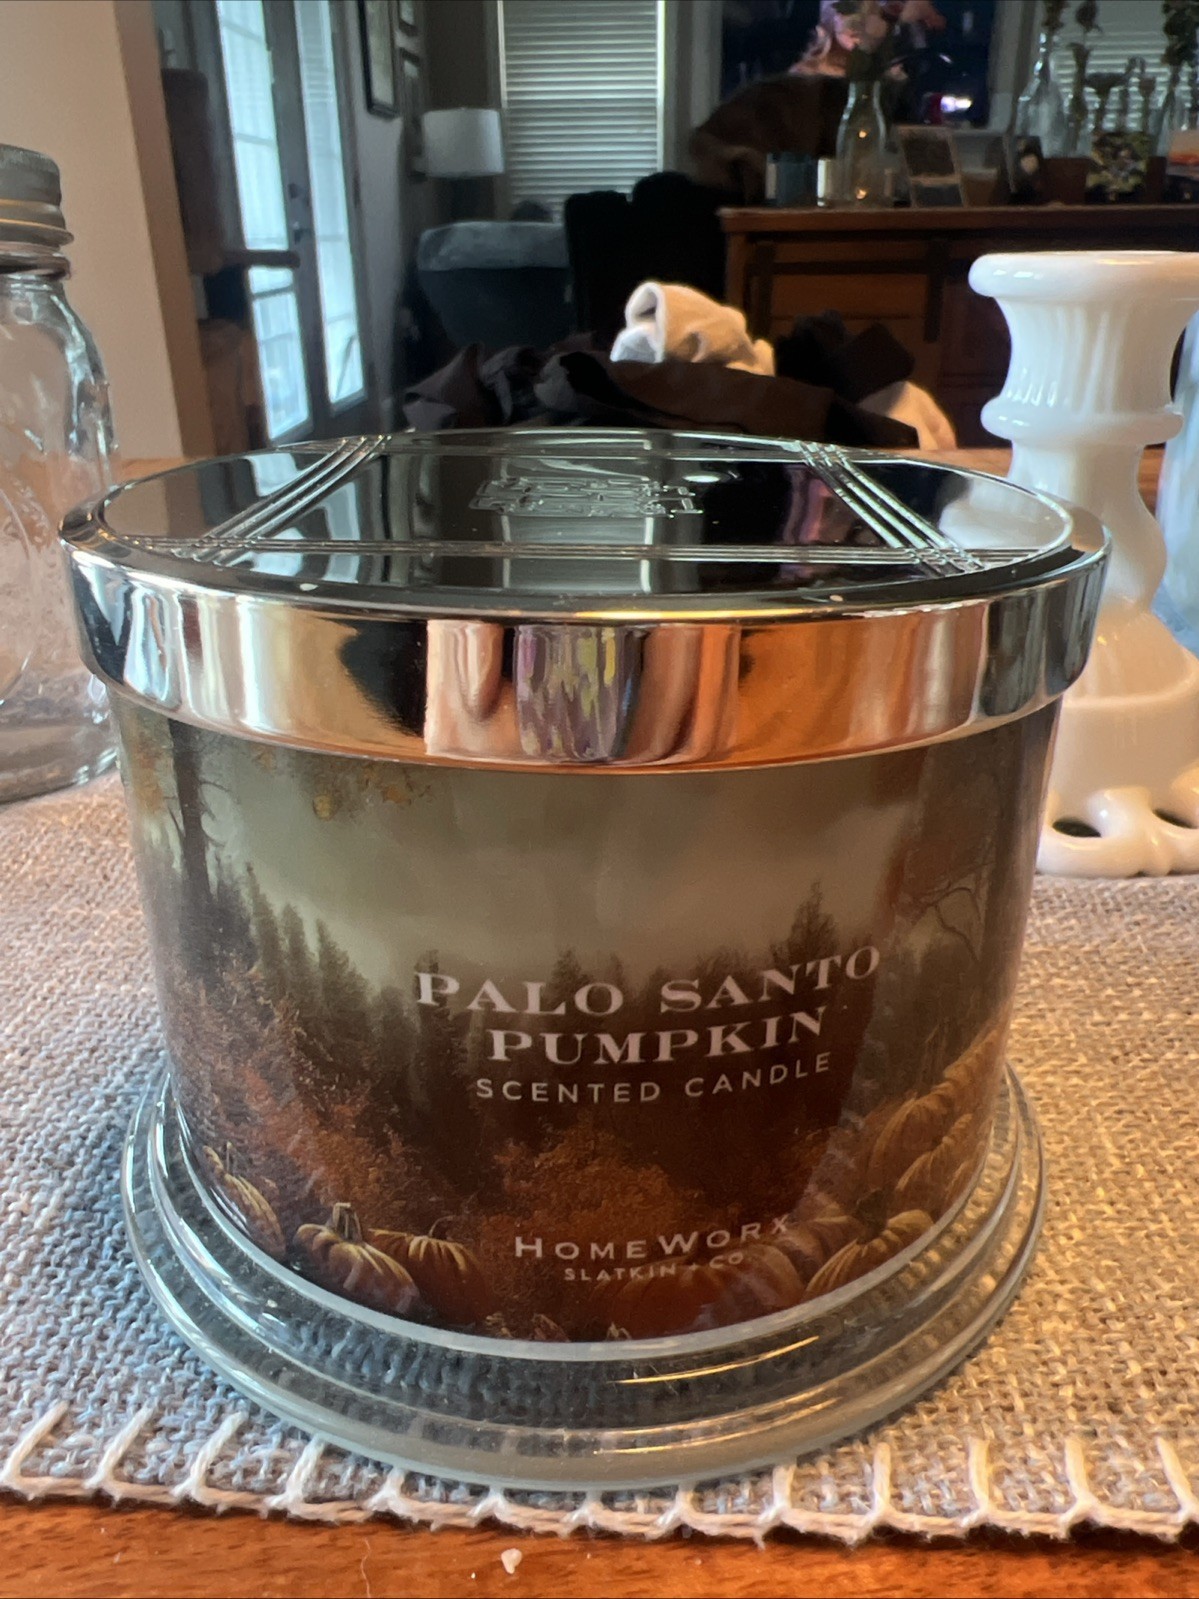 PALO SANTO
PUMPKIN
SCENTED CANDLE
HOMEWORX
SLATKIN + CO.